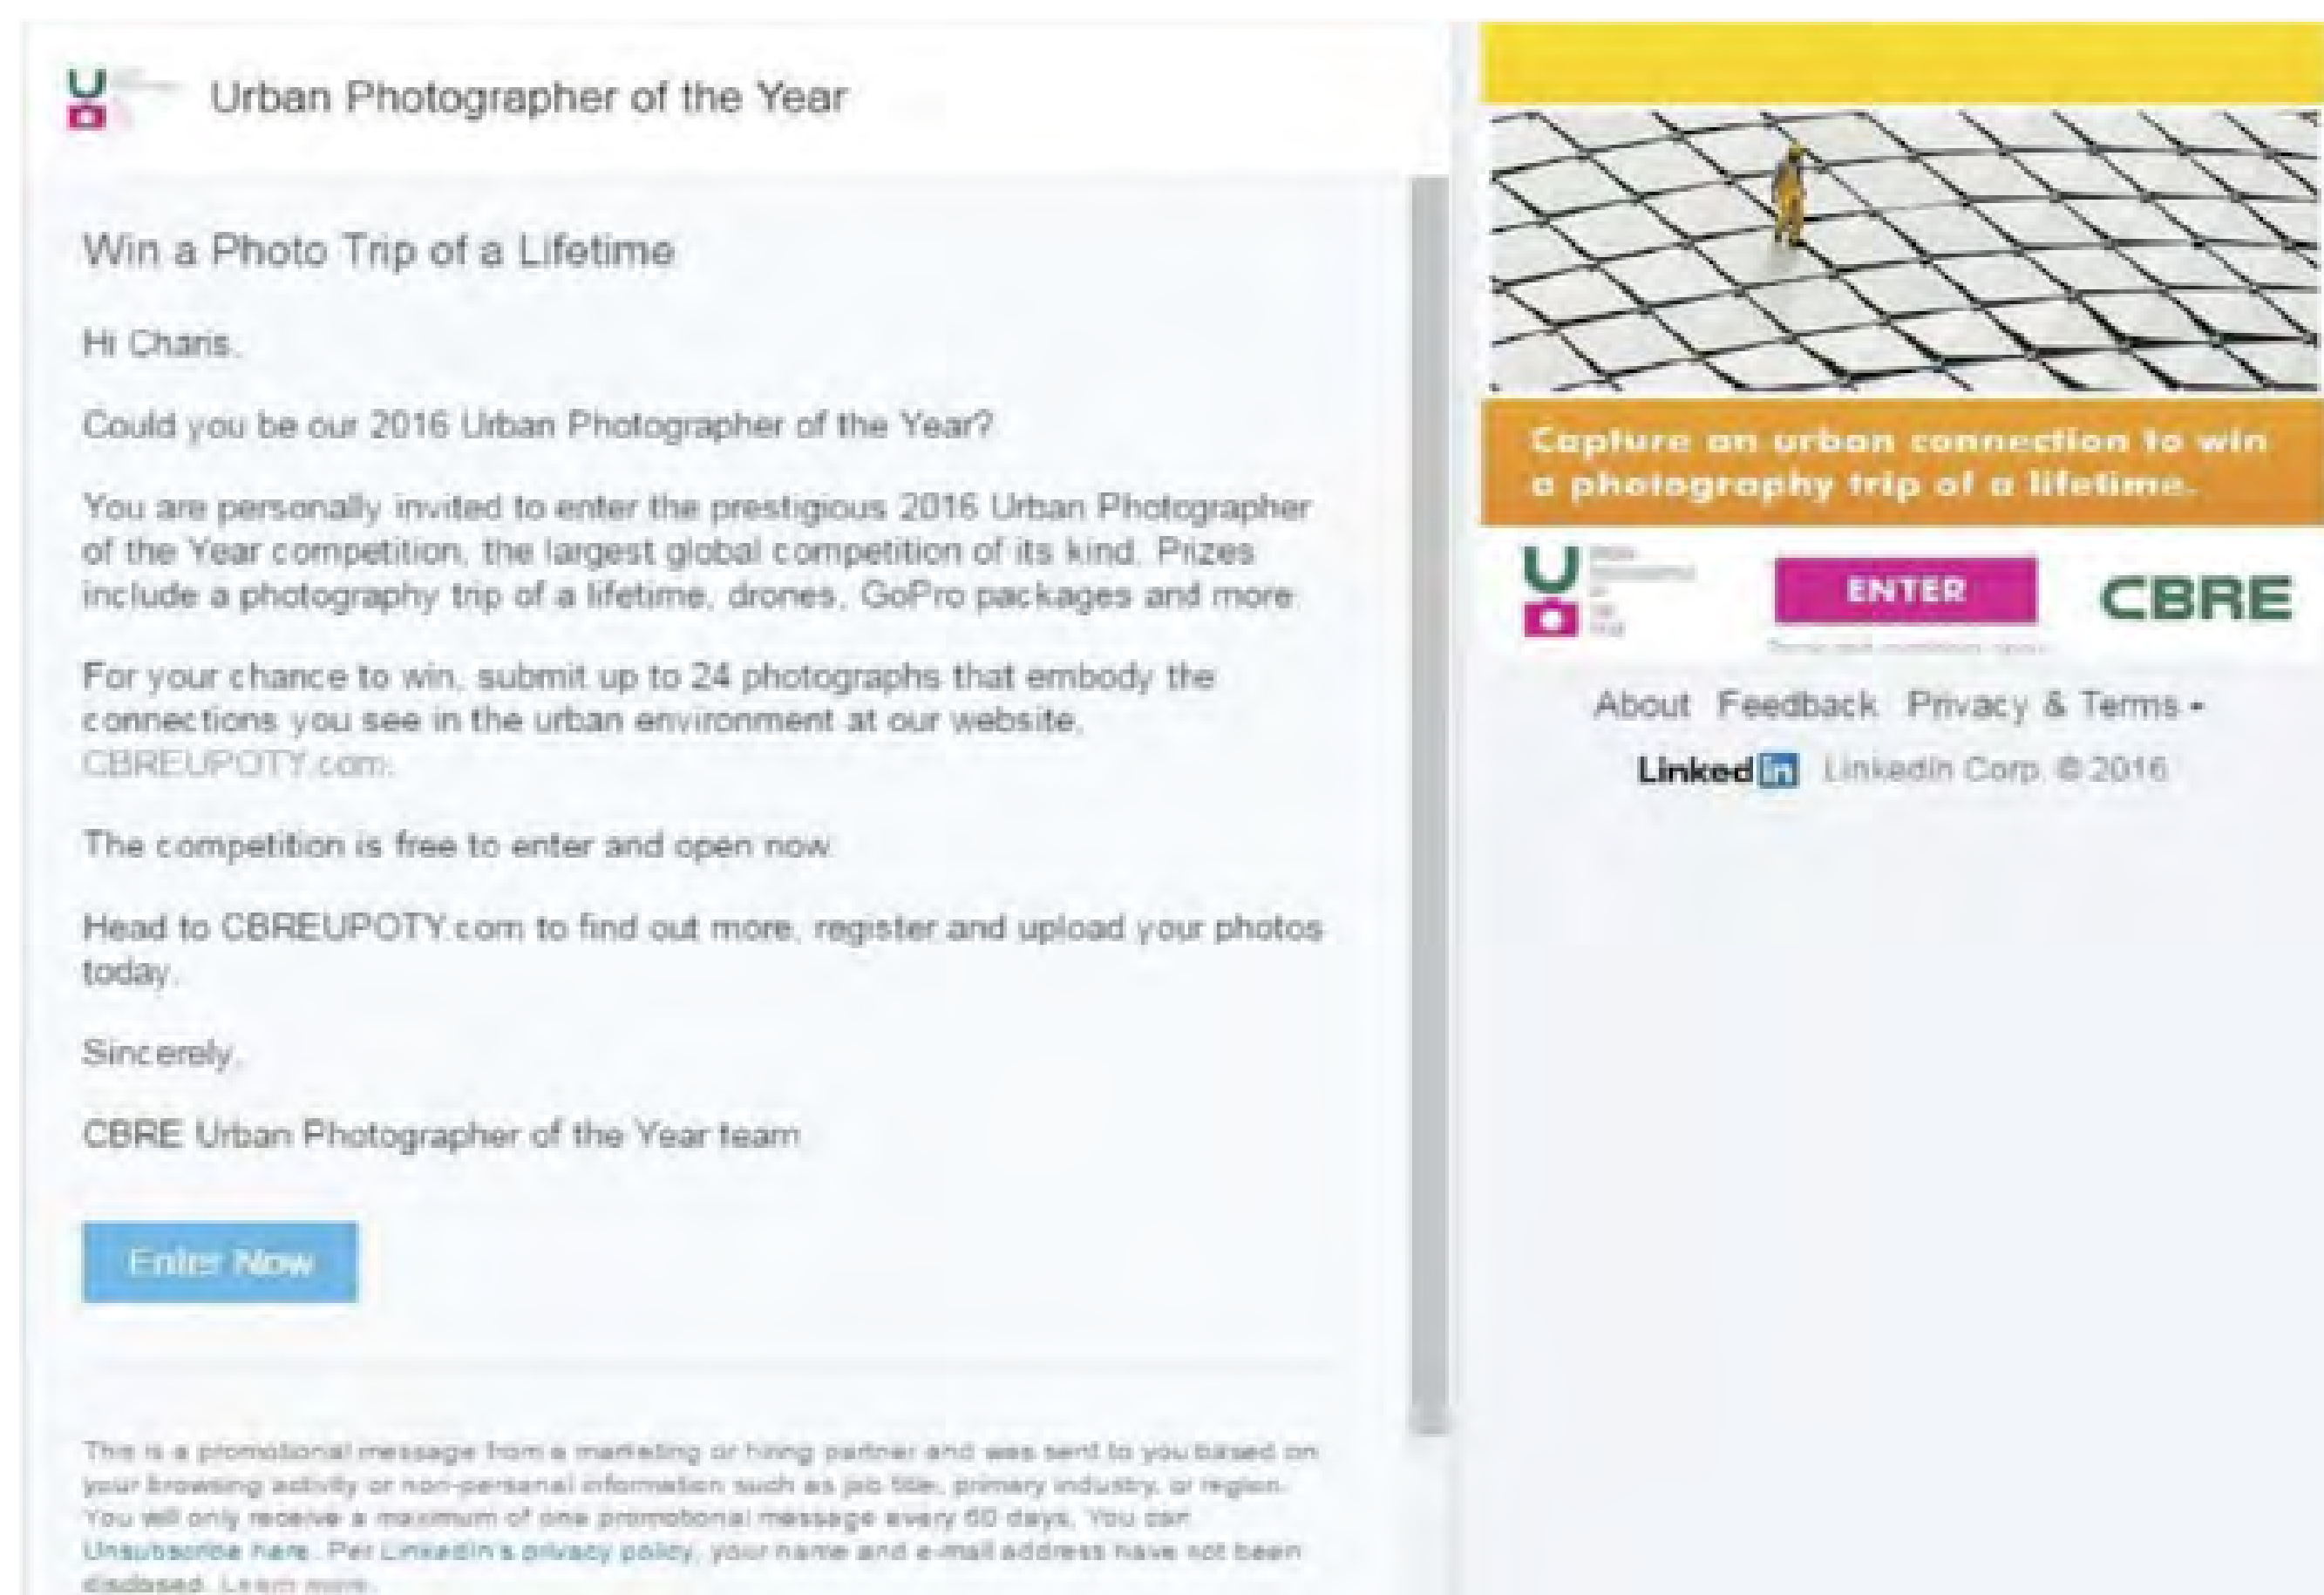 Urban Photographer of the Year
Win a Photo Trip of a Lifetime
Hi Charis,
Could you be our 2016 Urban Photographer of the Year?
You are personally invited to enter the prestigious 2016 Urban Photographer
of the Year competition, the largest global competition of its kind. Prizes
include a photography trip of a lifetime, drones, GoPro packages and more.
For your chance to win, submit up to 24 photographs that embody the
connections you see in the urban environment at our website,
CBREUPOTY.com.
The competition is free to enter and open now.
Head to CBREUPOTY.com to find out more, register and upload your photos
today.
Sincerely,
CBRE Urban Photographer of the Year team
Enter Now
This is a promotional message from a marketing or hiring partner and was sent to you based on
your browsing activity or non-personal information such as job title, primary industry, or region.
You will only receive a maximum of one promotional message every 60 days. You can
Unsubscribe here. Per LinkedIn's privacy policy, your name and e-mail address have not been
disclosed. Learn more.
Capture an urban connection to win
a photography trip of a lifetime.
U
ENTER
CBRE
About Feedback Privacy & Terms
Linked in LinkedIn Corp. © 2016